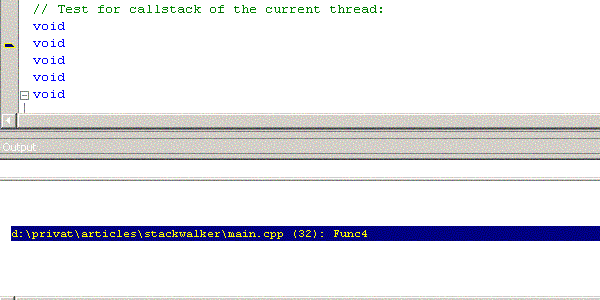 // Test for callstack of the current thread:
void
void
void
void
void
Output
d:\privat\articles\stackwalker\main.cpp (32): Func4